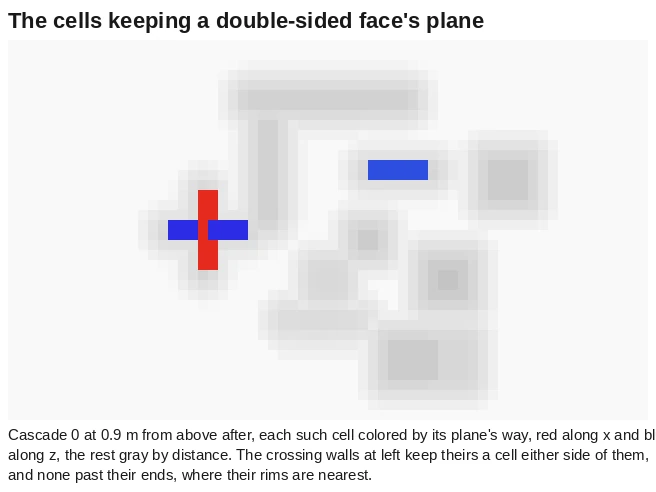 The cells keeping a double-sided face's plane
Cascade 0 at 0.9 m from above after, each such cell colored by its plane's way, red along x and bl
along z, the rest gray by distance. The crossing walls at left keep theirs a cell either side of them,
and none past their ends, where their rims are nearest.